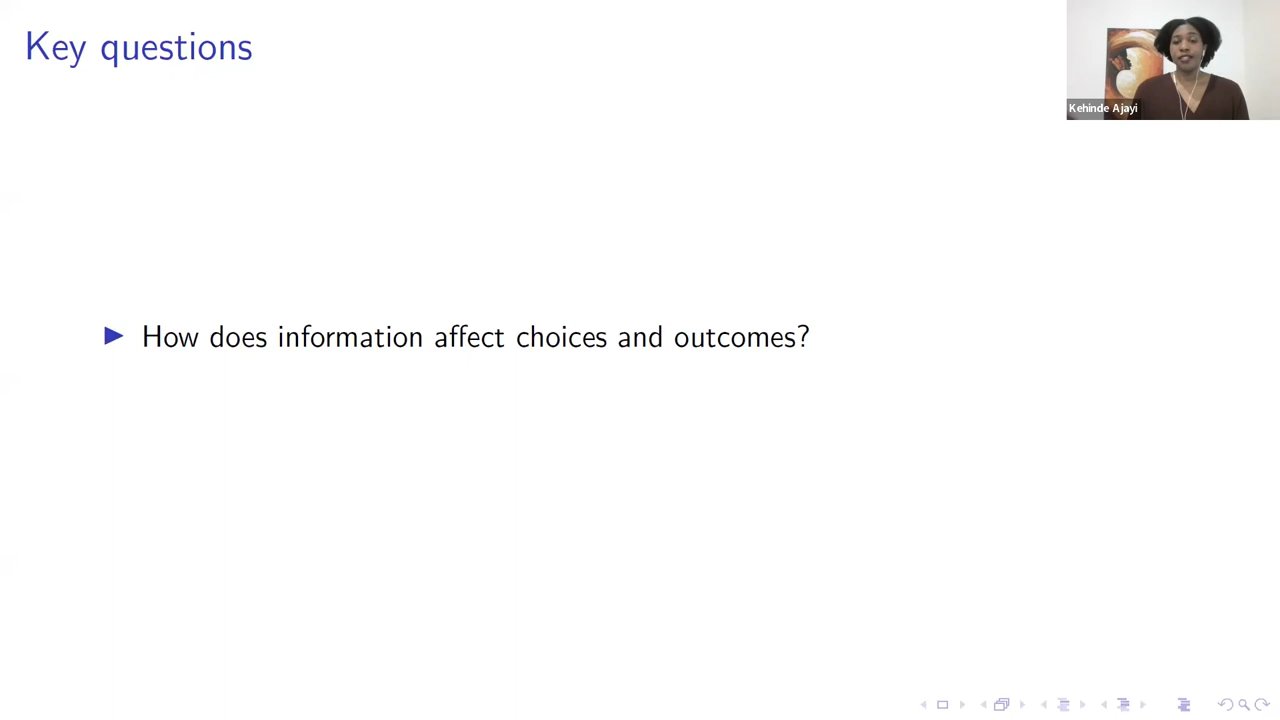 Key questions
Kehinde Ajayi
How does information affect choices and outcomes?